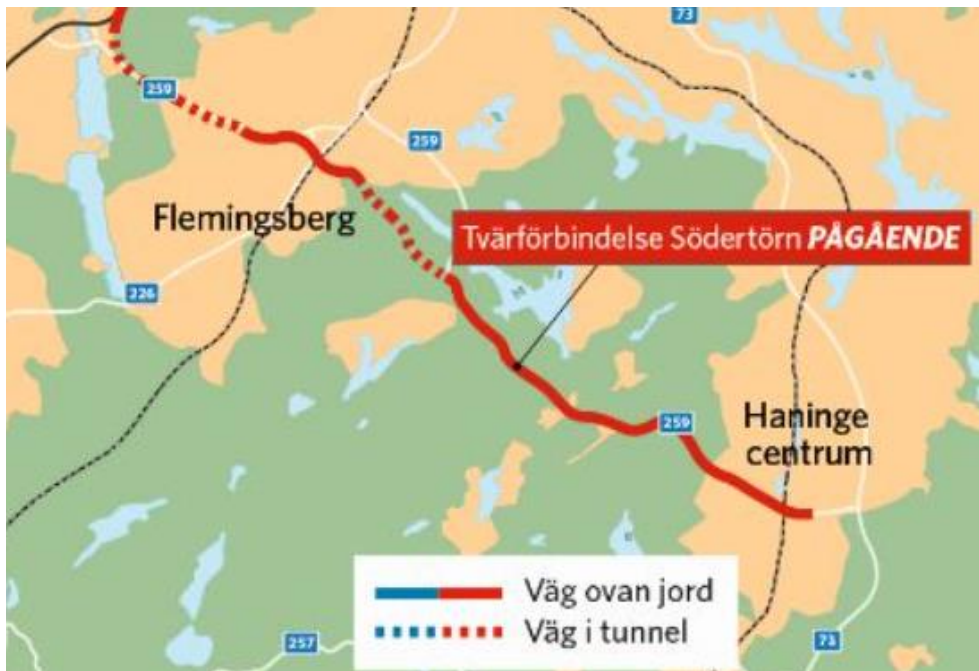 73
259
259
Flemingsberg
Tvärförbindelse Södertörn PÅGÅENDE
226
259
Haninge
centrum
Väg ovan jord
Väg i tunnel
257
73